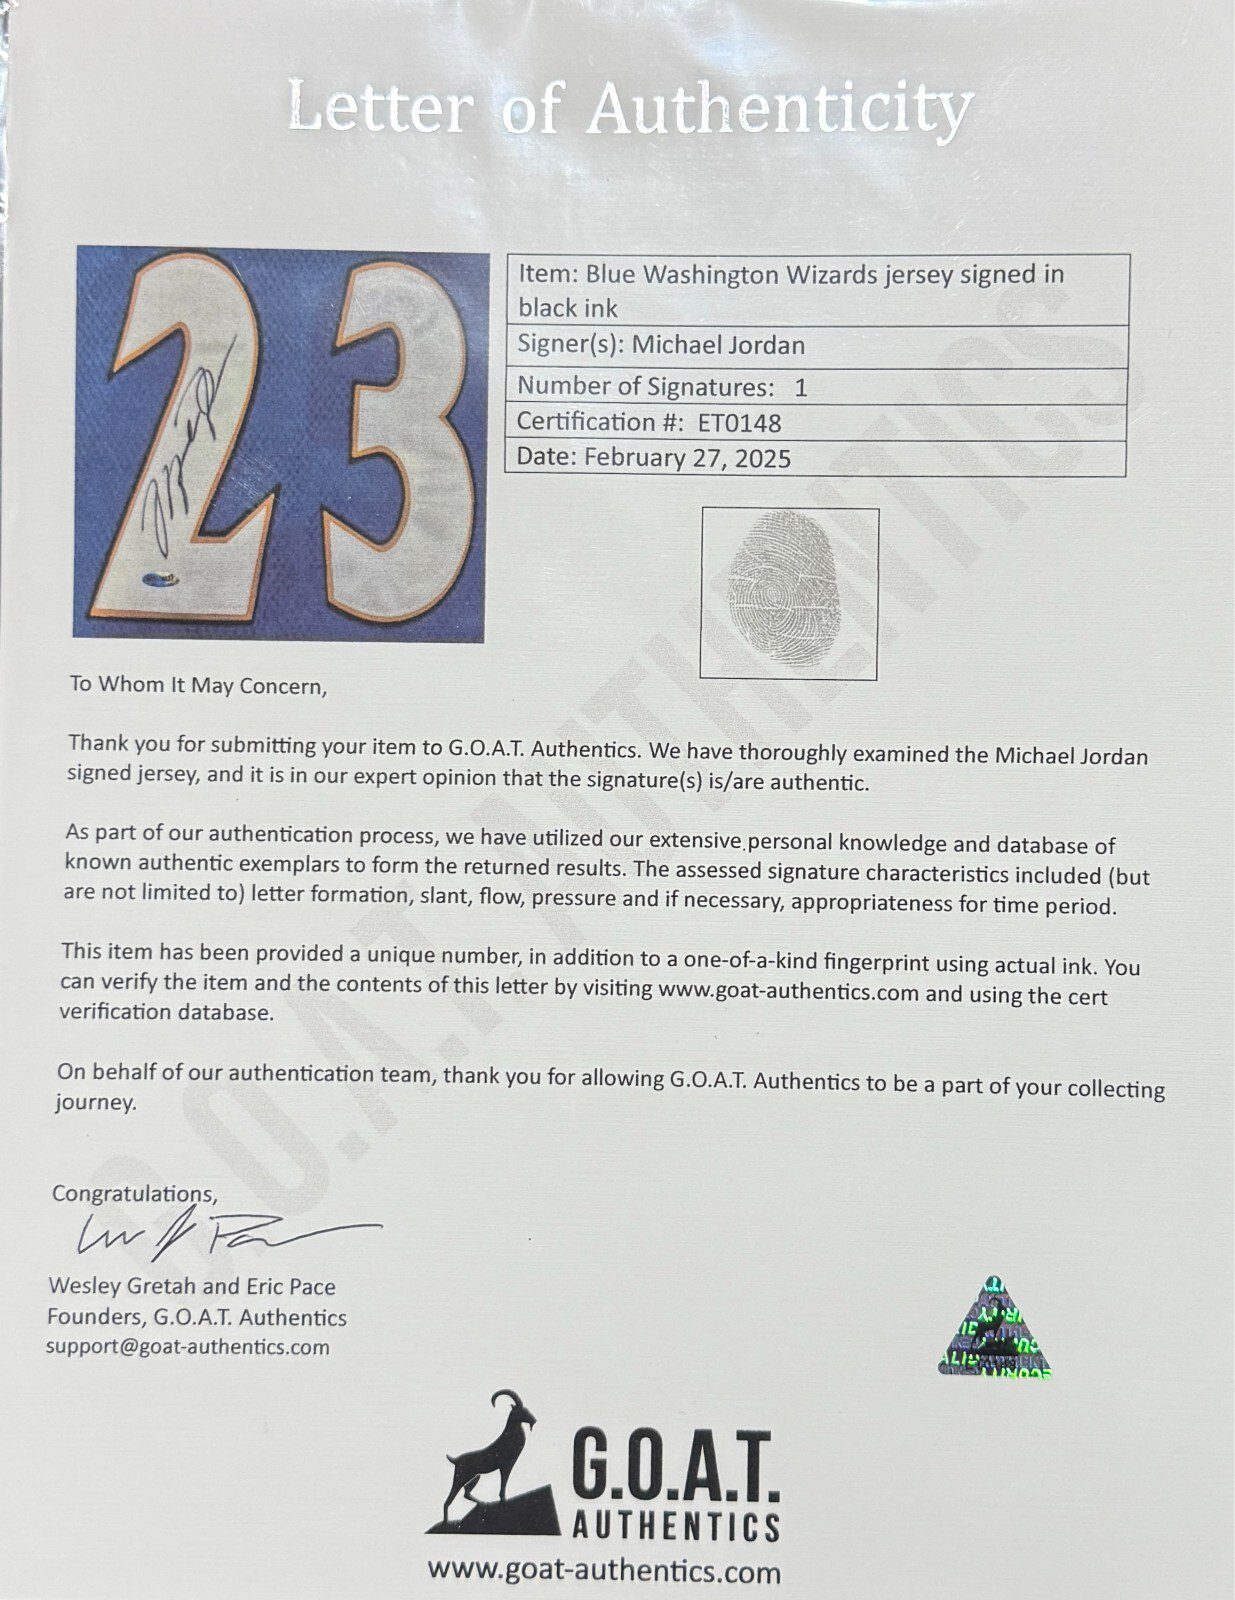 Letter of Authenticity
Item: Blue Washington Wizards jersey signed in
black ink
Signer(s): Michael Jordan
Number of Signatures: 1
Certification #: ET0148
Date: February 27, 2025
23
To Whom It May Concern,
Thank you for submitting your item to G.O.A.T. Authentics. We have thoroughly examined the Michael Jordan
signed jersey, and it is in our expert opinion that the signature(s) is/are authentic.
As part of our authentication process, we have utilized our extensive personal knowledge and database of
known authentic exemplars to form the returned results. The assessed signature characteristics included (but
are not limited to) letter formation, slant, flow, pressure and if necessary, appropriateness for time period.
This item has been provided a unique number, in addition to a one-of-a-kind fingerprint using actual ink. You
can verify the item and the contents of this letter by visiting www.goat-authentics.com and using the cert
verification database.
On behalf of our authentication team, thank you for allowing G.O.A.T. Authentics to be a part of your collecting
journey.
Congratulations,
Wesley Gretah and Eric Pace
Founders, G.O.A.T. Authentics
support@goat-authentics.com
G.O.A.T.
AUTHENTICS
www.goat-authentics.com
G.O.A.T. AUTHENTICS